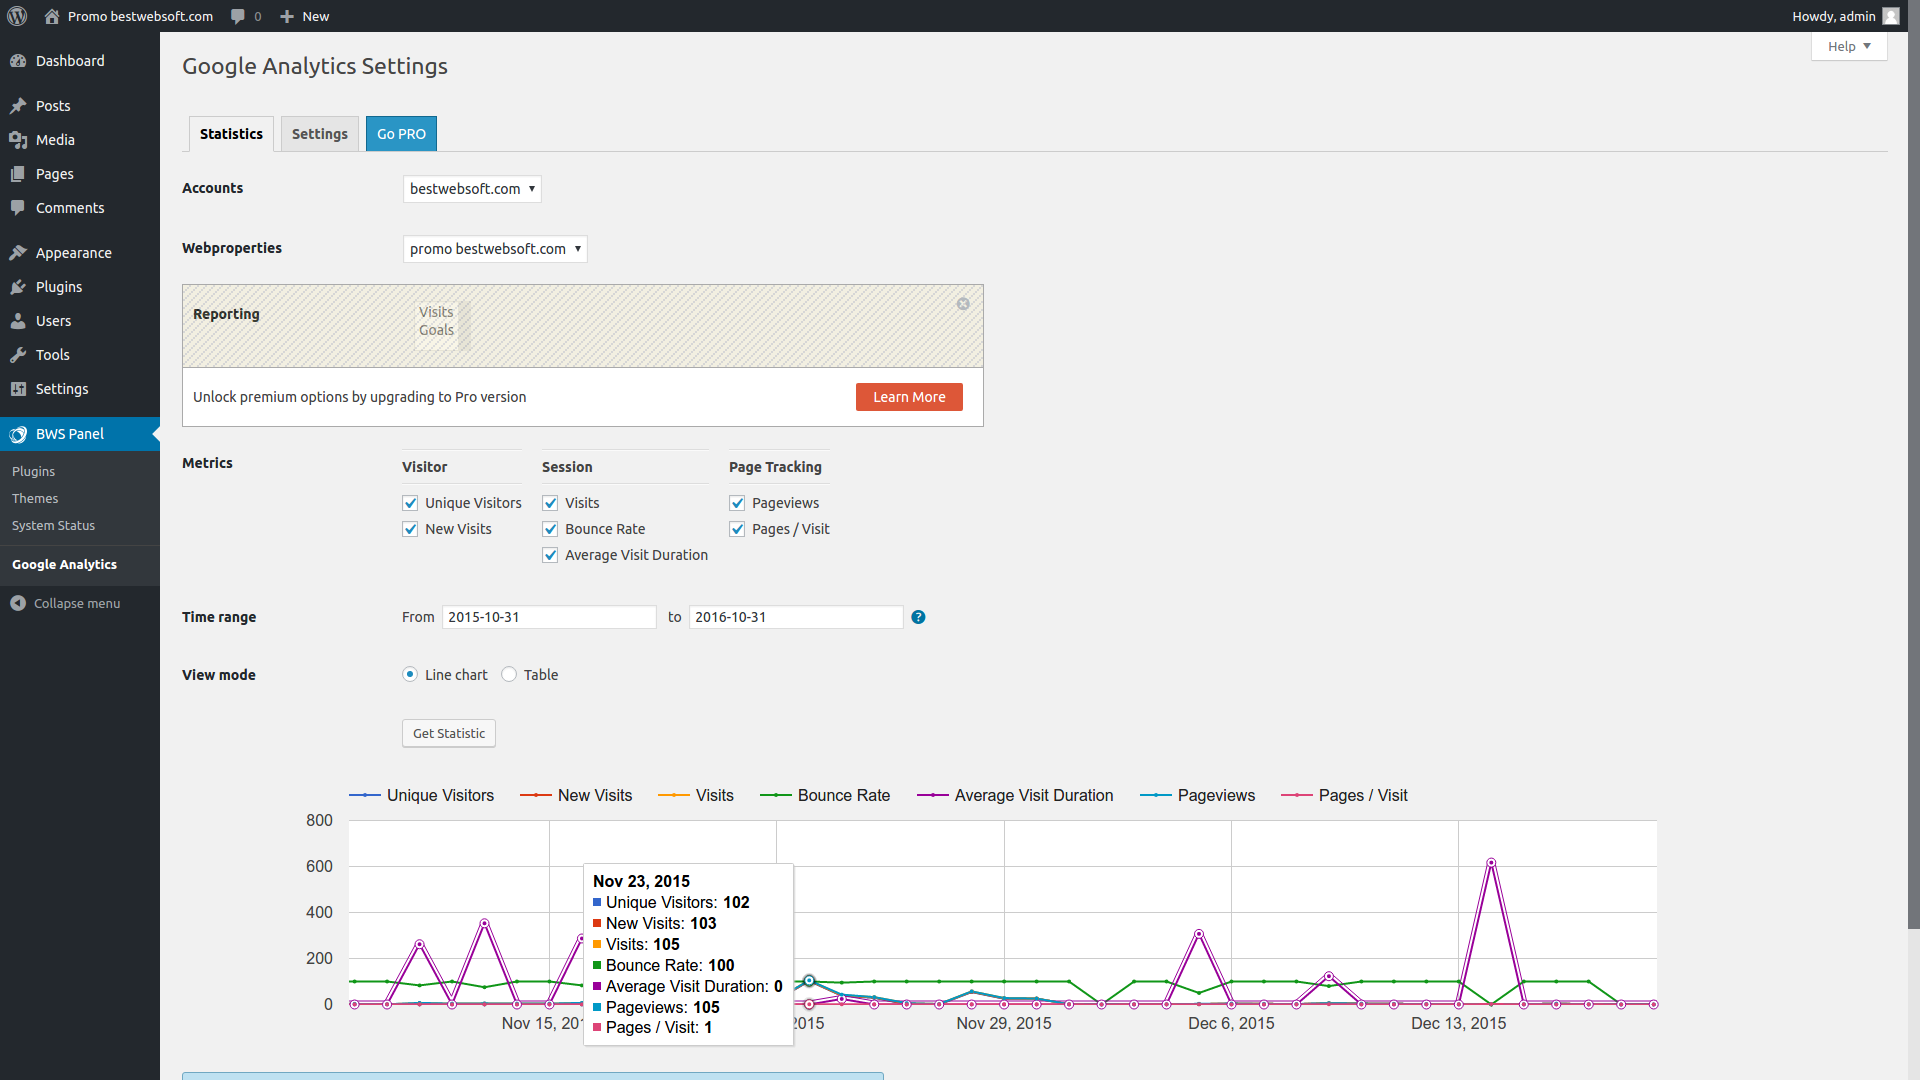 Promo bestwebsoft.com 0 New Howdy, admin
Help
Dashboard
Posts
Media
Pages
Comments
Appearance
Plugins
Users
Tools
Settings
BWS Panel
Plugins
Themes
System Status
Google Analytics
Collapse menu
Google Analytics Settings
Statistics Settings Go PRO
Accounts bestwebsoft.com
Webproperties promo bestwebsoft.com
Reporting Visits
Goals
Unlock premium options by upgrading to Pro version Learn More
Metrics Visitor Session Page Tracking
Unique Visitors Visits Pageviews
New Visits Bounce Rate Pages / Visit
Average Visit Duration
Time range From 2015-10-31 to 2016-10-31 ?
View mode Line chart Table
Get Statistic
Unique Visitors New Visits Visits Bounce Rate Average Visit Duration Pageviews Pages / Visit
800
600
400
200
0
Nov 23, 2015
Unique Visitors: 102
New Visits: 103
Visits: 105
Bounce Rate: 100
Average Visit Duration: 0
Pageviews: 105
Pages / Visit: 1
Nov 15, 201 2015 Nov 29, 2015 Dec 6, 2015 Dec 13, 2015